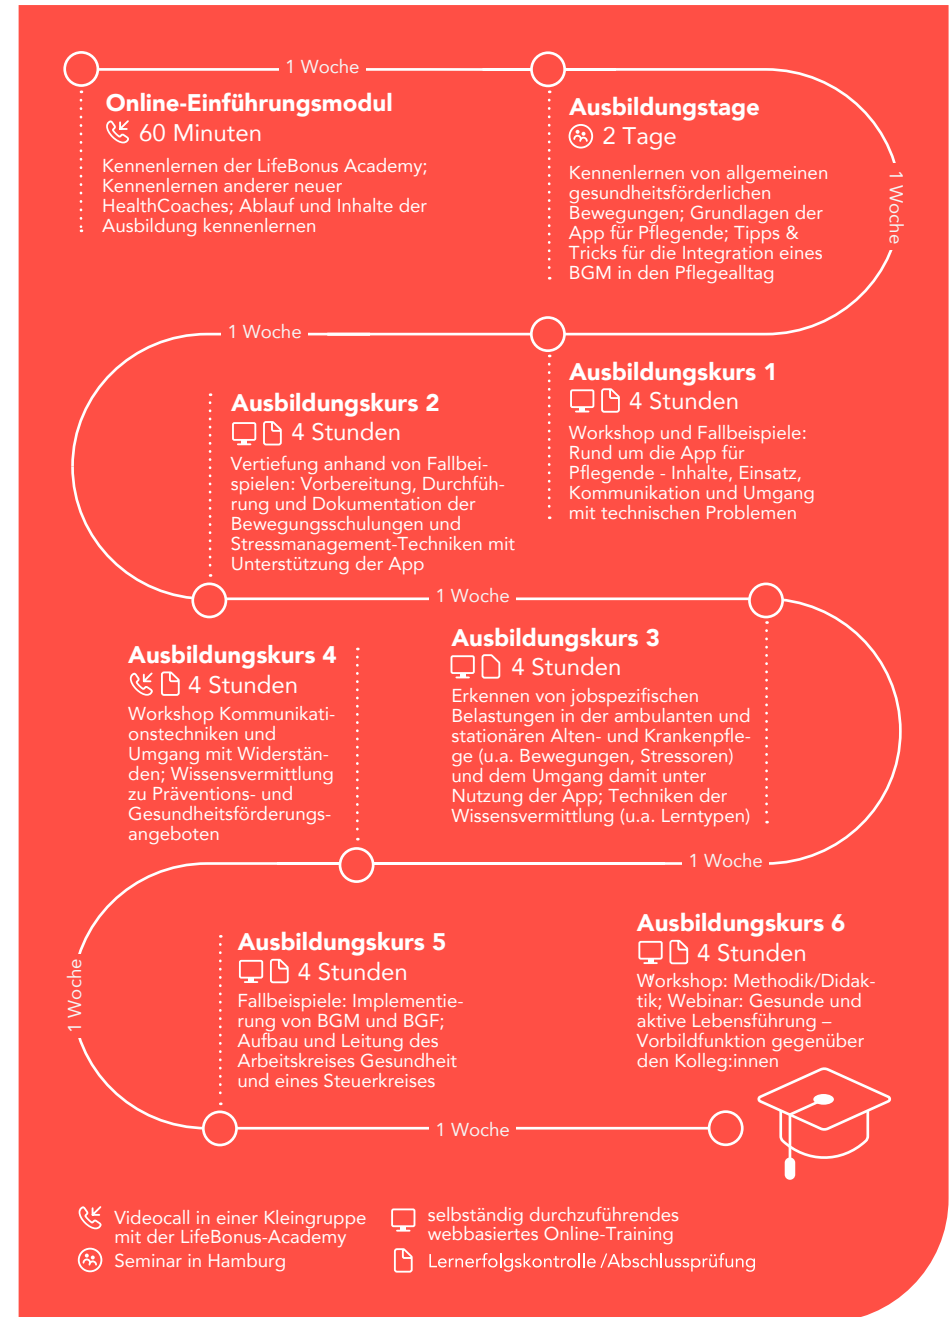 1 Woche
Online-Einführungsmodul
60 Minuten
Kennenlernen der LifeBonus Academy;
Kennenlernen anderer neuer
HealthCoaches; Ablauf und Inhalte der
Ausbildung kennenlernen
Ausbildungstage
2 Tage
Kennenlernen von allgemeinen
gesundheitsförderlichen
Bewegungen; Grundlagen der
App für Pflegende; Tipps &
Tricks für die Integration eines
BGM in den Pflegealltag
1 Woche
Ausbildungskurs 1
4 Stunden
Workshop und Fallbeispiele:
Rund um die App für
Pflegende - Inhalte, Einsatz,
Kommunikation und Umgang
mit technischen Problemen
1 Woche
Ausbildungskurs 2
4 Stunden
Vertiefung anhand von Fallbei-
spielen: Vorbereitung, Durchfüh-
rung und Dokumentation der
Bewegungsschulungen und
Stressmanagement-Techniken mit
Unterstützung der App
1 Woche
Ausbildungskurs 3
4 Stunden
Erkennen von jobspezifischen
Belastungen in der ambulanten und
stationären Alten- und Krankenpfle-
ge (u.a. Bewegungen, Stressoren)
und dem Umgang damit unter
Nutzung der App; Techniken der
Wissensvermittlung (u.a. Lerntypen)
1 Woche
Ausbildungskurs 4
4 Stunden
Workshop Kommunikati-
onstechniken und
Umgang mit Widerstän-
den; Wissensvermittlung
zu Präventions- und
Gesundheitsförderungs-
angeboten
1 Woche
Ausbildungskurs 5
4 Stunden
Fallbeispiele: Implementie-
rung von BGM und BGF;
Aufbau und Leitung des
Arbeitskreises Gesundheit
und eines Steuerkreises
1 Woche
Ausbildungskurs 6
4 Stunden
Workshop: Methodik/Didak-
tik; Webinar: Gesunde und
aktive Lebensführung –
Vorbildfunktion gegenüber
den Kolleg:innen
Videocall in einer Kleingruppe
mit der LifeBonus-Academy
Seminar in Hamburg
selbständig durchzuführendes
webbasiertes Online-Training
Lernerfolgskontrolle /Abschlussprüfung